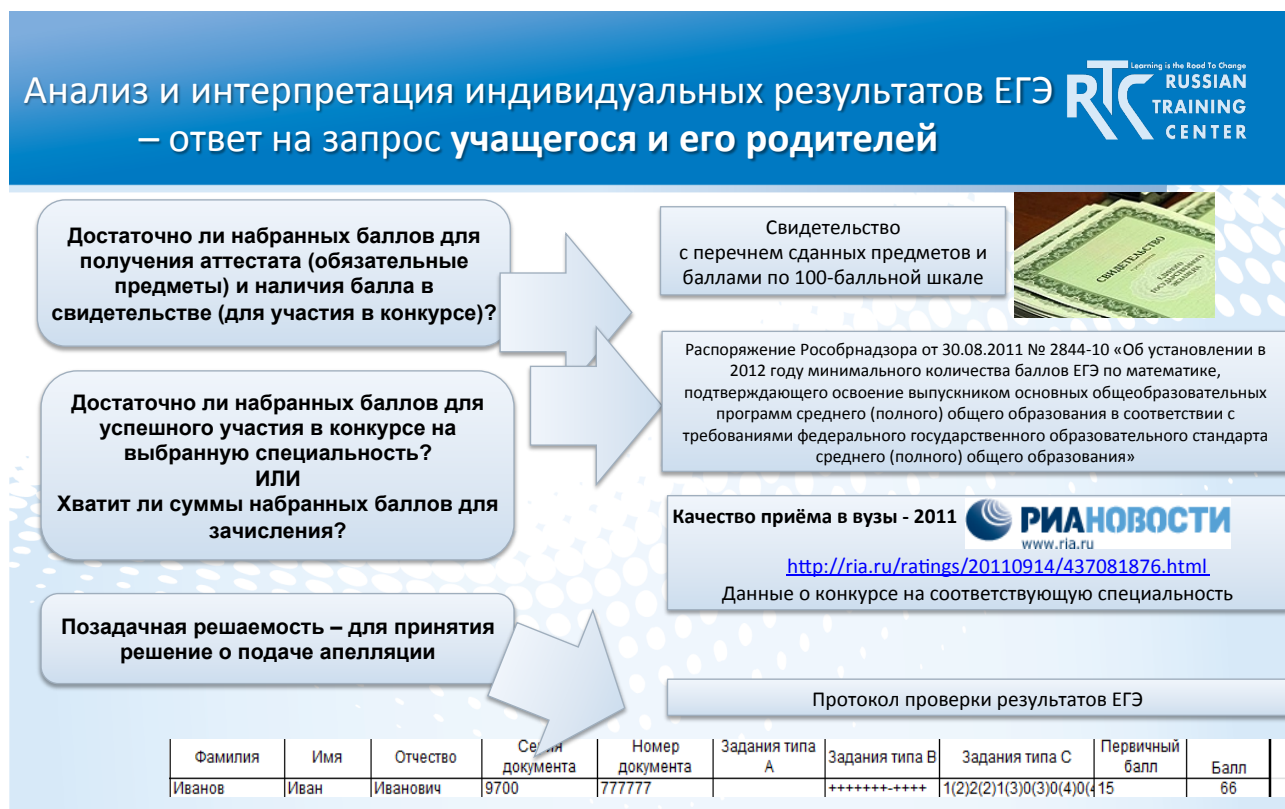 Анализ и интерпретация индивидуальных результатов ЕГЭ
– ответ на запрос учащегося и его родителей
Learning is the Road To Change
RTC RUSSIAN
TRAINING
CENTER
Достаточно ли набранных баллов для
получения аттестата (обязательные
предметы) и наличия балла в
свидетельстве (для участия в конкурсе)?
Свидетельство
с перечнем сданных предметов и
баллами по 100-балльной шкале
СВИДЕТЕЛЬСТВО
ЕДИНОГО
ГОСУДАРСТВЕННОГО
ЭКЗАМЕНА
Распоряжение Рособрнадзора от 30.08.2011 № 2844-10 «Об установлении в
2012 году минимального количества баллов ЕГЭ по математике,
подтверждающего освоение выпускником основных общеобразовательных
программ среднего (полного) общего образования в соответствии с
требованиями федерального государственного образовательного стандарта
среднего (полного) общего образования»
Достаточно ли набранных баллов для
успешного участия в конкурсе на
выбранную специальность?
ИЛИ
Хватит ли суммы набранных баллов для
зачисления?
Качество приёма в вузы - 2011 РИАНОВОСТИ
www.ria.ru
http://ria.ru/ratings/20110914/437081876.html
Данные о конкурсе на соответствующую специальность
Позадачная решаемость – для принятия
решение о подаче апелляции
Протокол проверки результатов ЕГЭ
Фамилия Имя Отчество документа Номер документа Задания типа А Задания типа В Задания типа С Первичный балл Балл
Иванов Иван Иванович 9700 777777 +++++++-++++ 1(2)2(2)1(3)0(3)0(4)0( 15 66